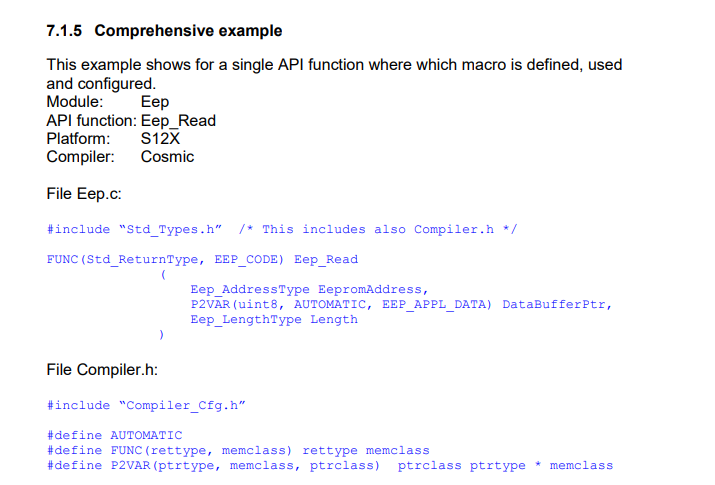 7.1.5 Comprehensive example
This example shows for a single API function where which macro is defined, used
and configured.
Module: Eep
API function: Eep_Read
Platform: S12X
Compiler: Cosmic
File Eep.c:
#include “Std_Types.h” /* This includes also Compiler.h */
FUNC(Std_ReturnType, EEP_CODE) Eep_Read
(
Eep_AddressType EepromAddress,
P2VAR(uint8, AUTOMATIC, EEP_APPL_DATA) DataBufferPtr,
Eep_LengthType Length
)
File Compiler.h:
#include “Compiler_Cfg.h”
#define AUTOMATIC
#define FUNC(rettype, memclass) rettype memclass
#define P2VAR(ptrtype, memclass, ptrclass) ptrclass ptrtype * memclass